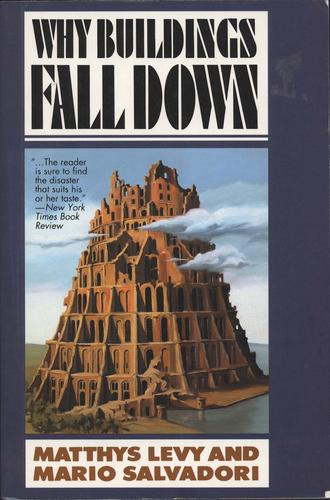 WHY BUILDINGS
FALL DOWN
“...The reader
is sure to find
the disaster
that suits his
or her taste.”
—New York
Times Book
Review
MATTHYS LEVY AND
MARIO SALVADORI